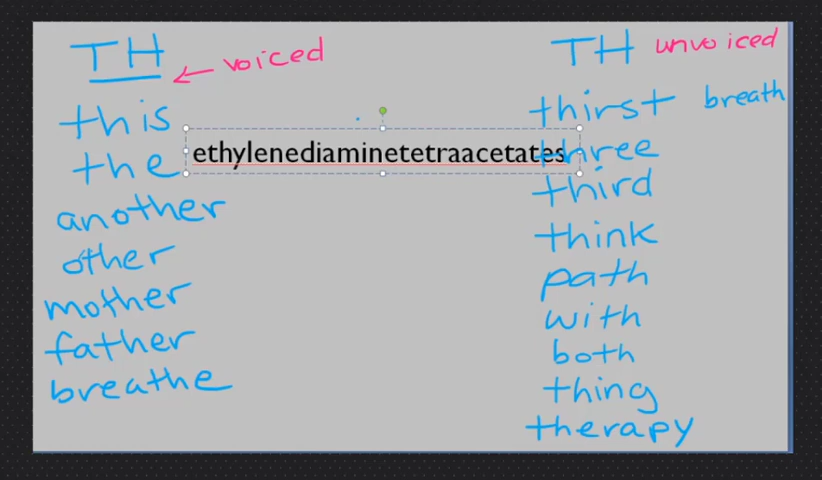 TH ← voiced
this
the
another
other
mother
father
breathe
ethylenediaminetetraacetates
TH unvoiced
thirst breath
three
third
think
path
with
both
thing
therapy